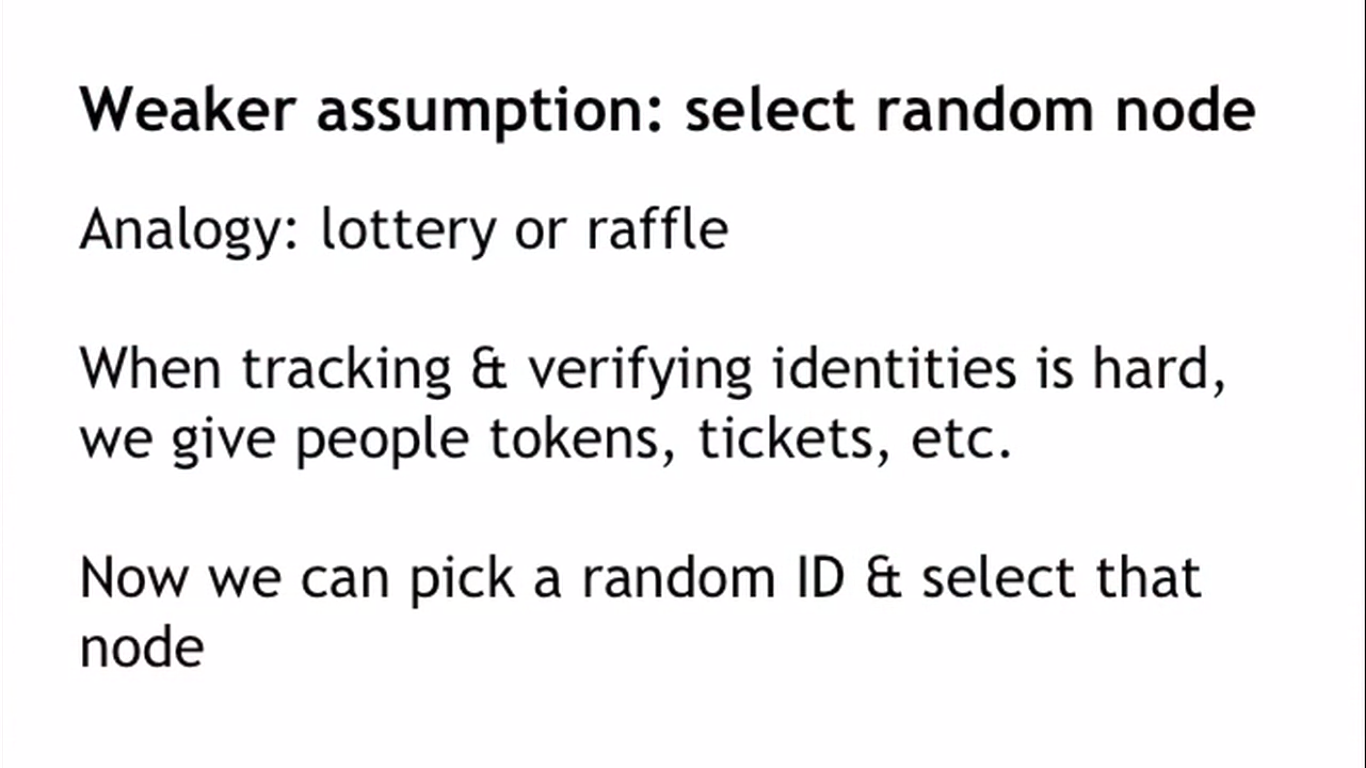 Weaker assumption: select random node
Analogy: lottery or raffle
When tracking & verifying identities is hard,
we give people tokens, tickets, etc.
Now we can pick a random ID & select that
node